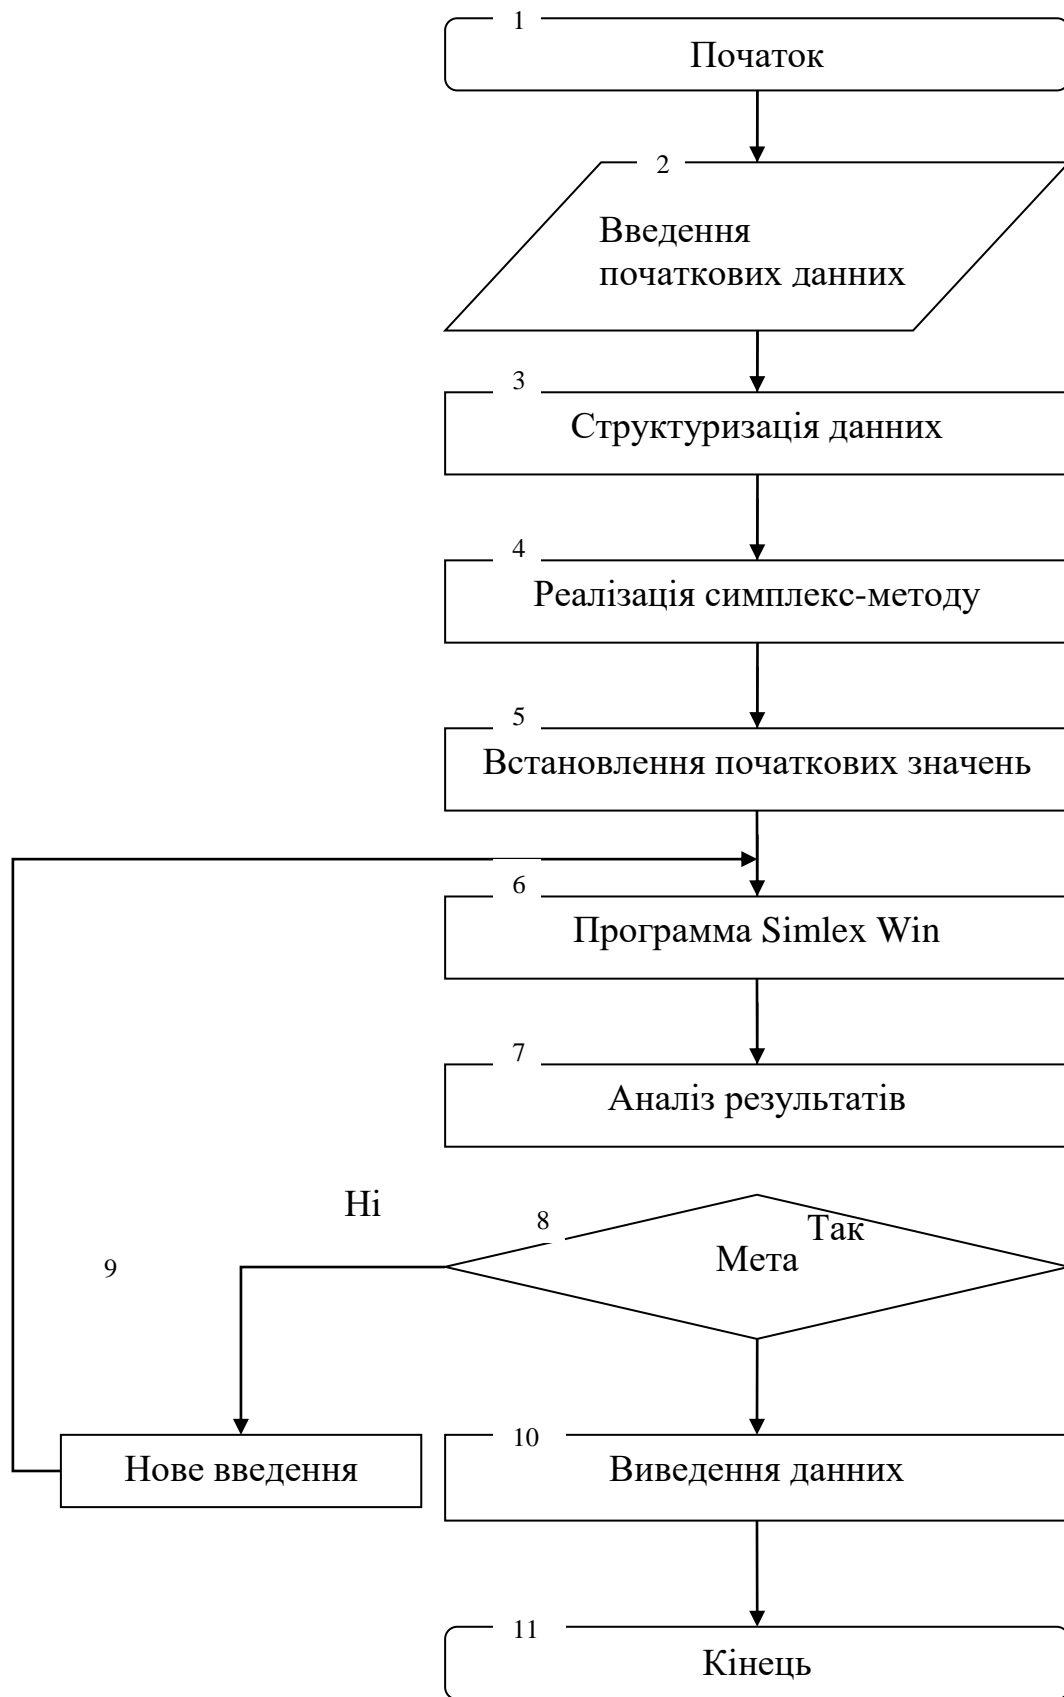 1
Початок
2
Введення
початкових данних
3
Структуризація данних
4
Реалізація симплекс-методу
5
Встановлення початкових значень
6
Программа Simlex Win
7
Аналіз результатів
Ні
8
Так
Мета
9
Нове введення
10
Виведення данних
11
Кінець